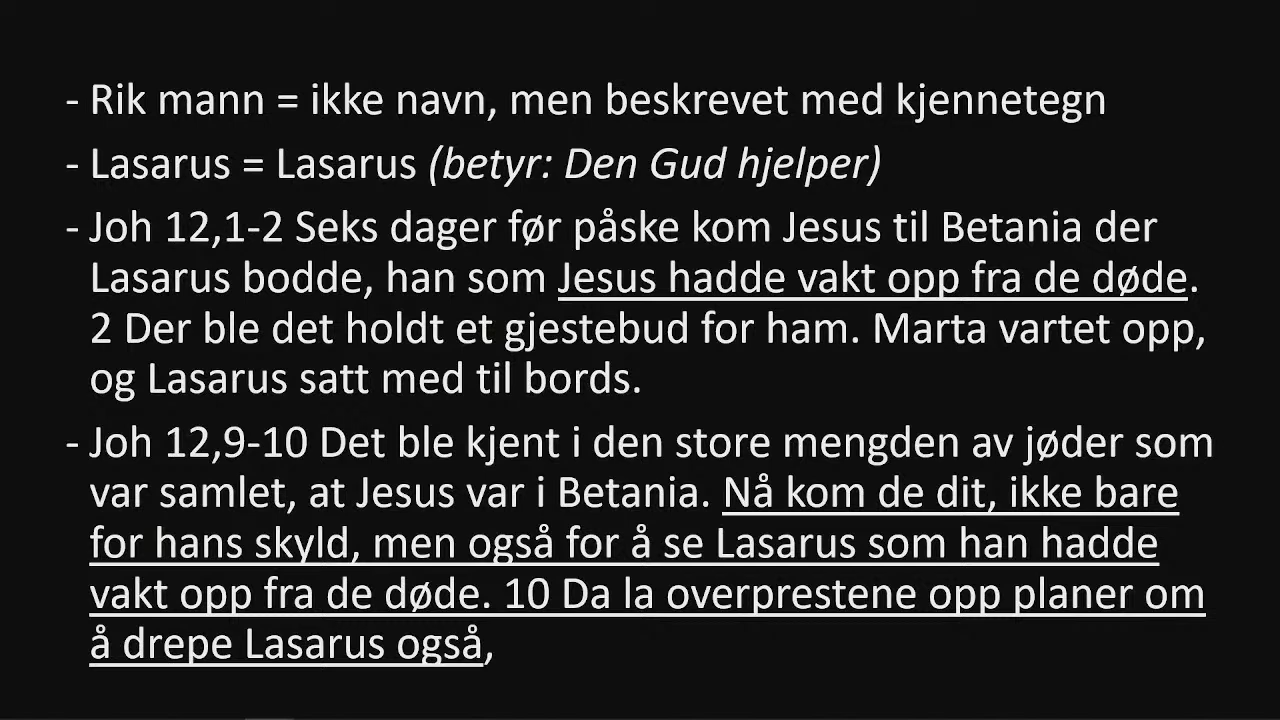 - Rik mann = ikke navn, men beskrevet med kjennetegn
- Lasarus = Lasarus (betyr: Den Gud hjelper)
- Joh 12,1-2 Seks dager før påske kom Jesus til Betania der
Lasarus bodde, han som Jesus hadde vakt opp fra de døde.
2 Der ble det holdt et gjestebud for ham. Marta vartet opp,
og Lasarus satt med til bords.
- Joh 12,9-10 Det ble kjent i den store mengden av jøder som
var samlet, at Jesus var i Betania. Nå kom de dit, ikke bare
for hans skyld, men også for å se Lasarus som han hadde
vakt opp fra de døde. 10 Da la overprestene opp planer om
å drepe Lasarus også,